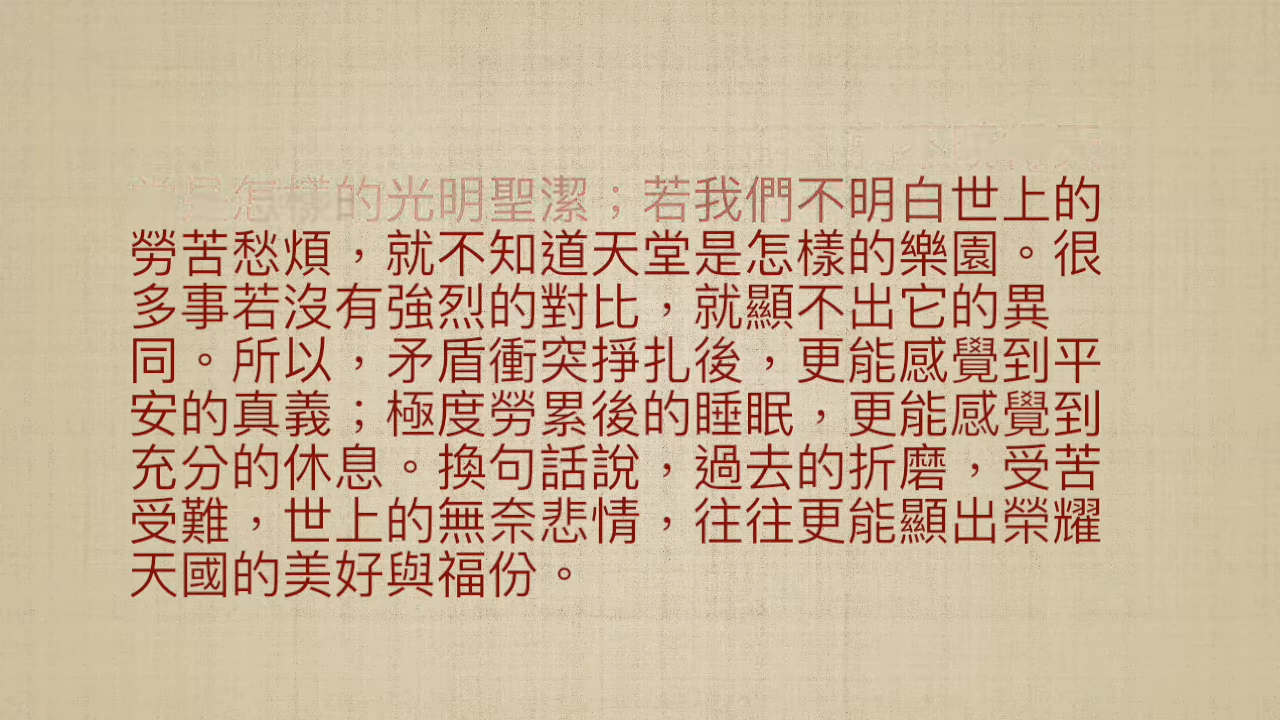 堂是怎樣的光明聖潔；若我們不明白世上的
勞苦愁煩，就不知道天堂是怎樣的樂園。很
多事若沒有強烈的對比，就顯不出它的異
同。所以，矛盾衝突掙扎後，更能感覺到平
安的真義；極度勞累後的睡眠，更能感覺到
充分的休息。換句話說，過去的折磨，受苦
受難，世上的無奈悲情，往往更能顯出榮耀
天國的美好與福份。